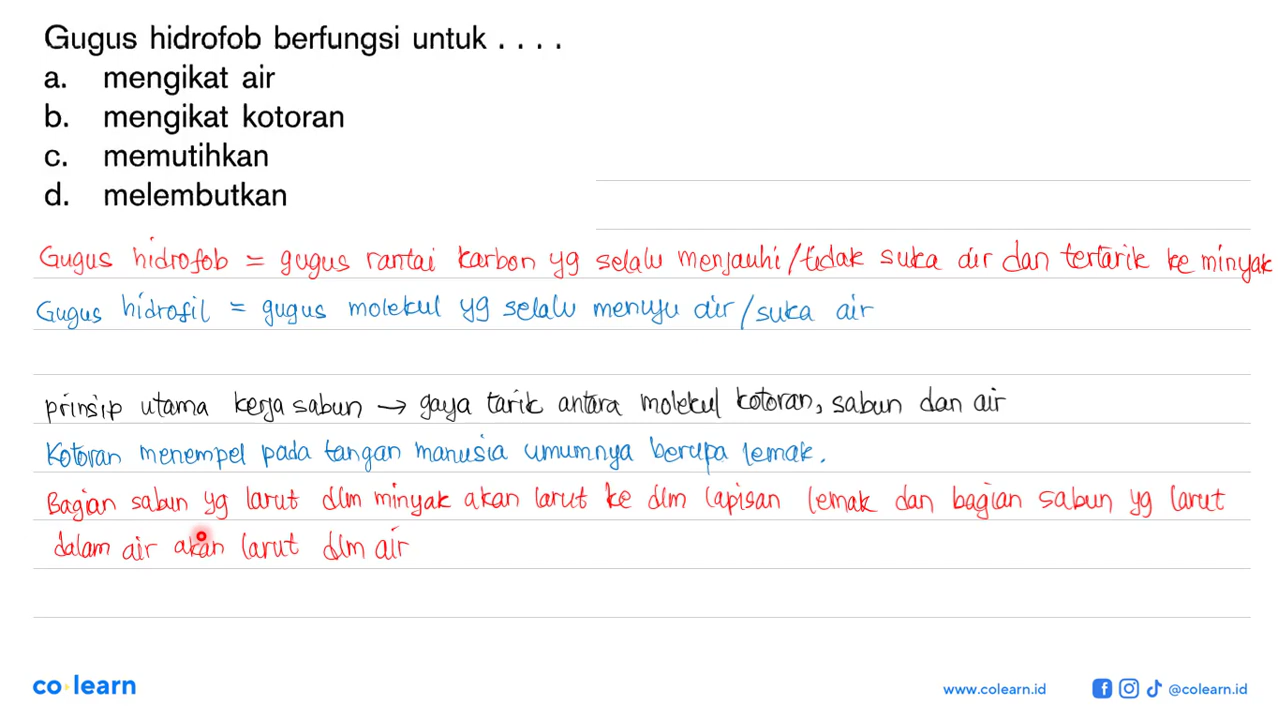 Gugus hidrofob berfungsi untuk . . . .
a. mengikat air
b. mengikat kotoran
c. memutihkan
d. melembutkan
Gugus hidrofob = gugus rantai karbon yg selalu menjauhi/tidak suka air dan tertarik ke minyak
Gugus hidrofil = gugus molekul yg selalu menuju air/suka air
prinsip utama kerja sabun → gaya tarik antara molekul kotoran, sabun dan air
Kotoran menempel pada tangan manusia umumnya berupa lemak.
Bagian sabun yg larut dlm minyak akan larut ke dlm lapisan lemak dan bagian sabun yg larut
dalam air akan larut dlm air
co learn
www.colearn.id @colearn.id